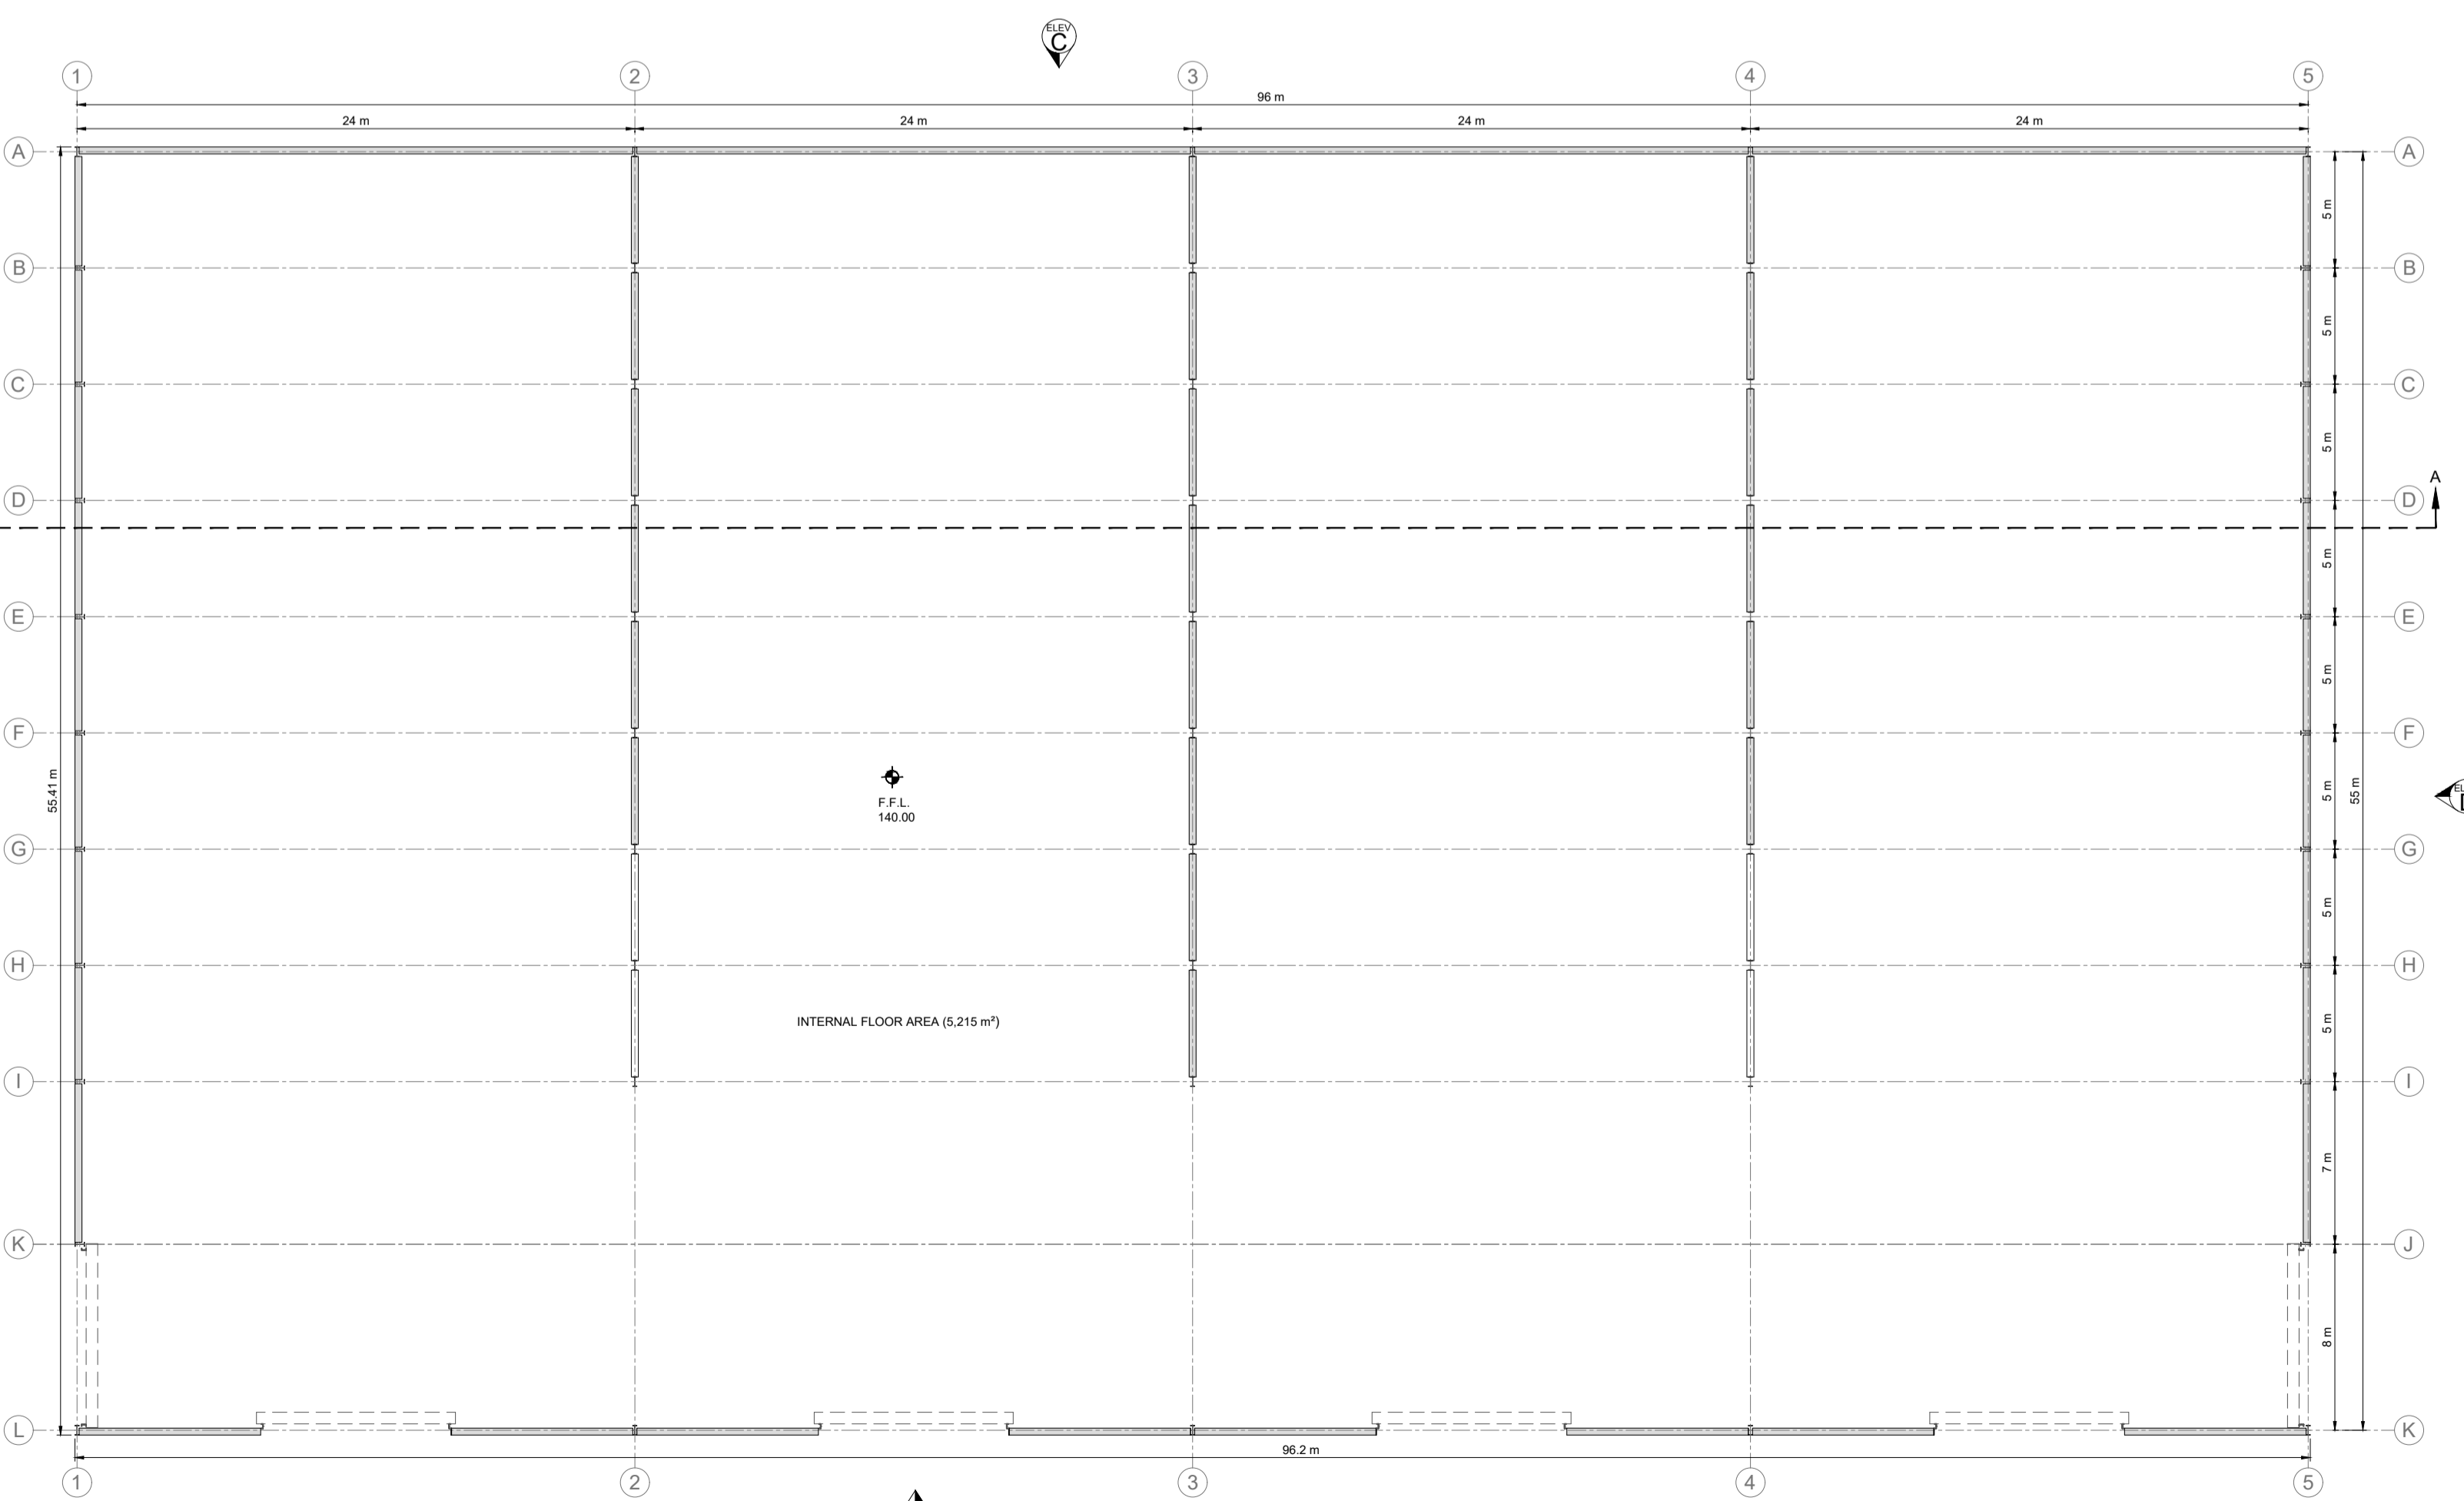 ELEV
C
1 2 3 4 5
96 m
24 m 24 m 24 m 24 m
A A
5 m
B B
5 m
C C
5 m
A
D D
5 m
E E
5 m
F F
55.41 m
5 m
55 m
F.F.L.
140.00
G G
5 m
H H
INTERNAL FLOOR AREA (5,215 m²)
5 m
I I
7 m
K J
8 m
L K
96.2 m
1 2 3 4 5